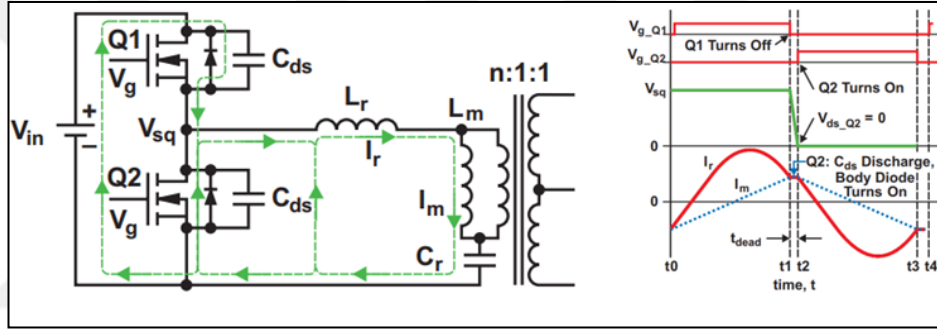 Q1
V_g
C_ds
n:1:1
L_r
L_m
V_in
+
−
V_sq
I_r
Q2
V_g
C_ds
I_m
C_r
V_g_Q1
Q1 Turns Off
V_g_Q2
Q2 Turns On
V_sq
V_ds_Q2 = 0
0
I_r
Q2: C_ds Discharge,
Body Diode
Turns On
I_m
0
t_dead
t0
t1
t2
t3
t4
time, t